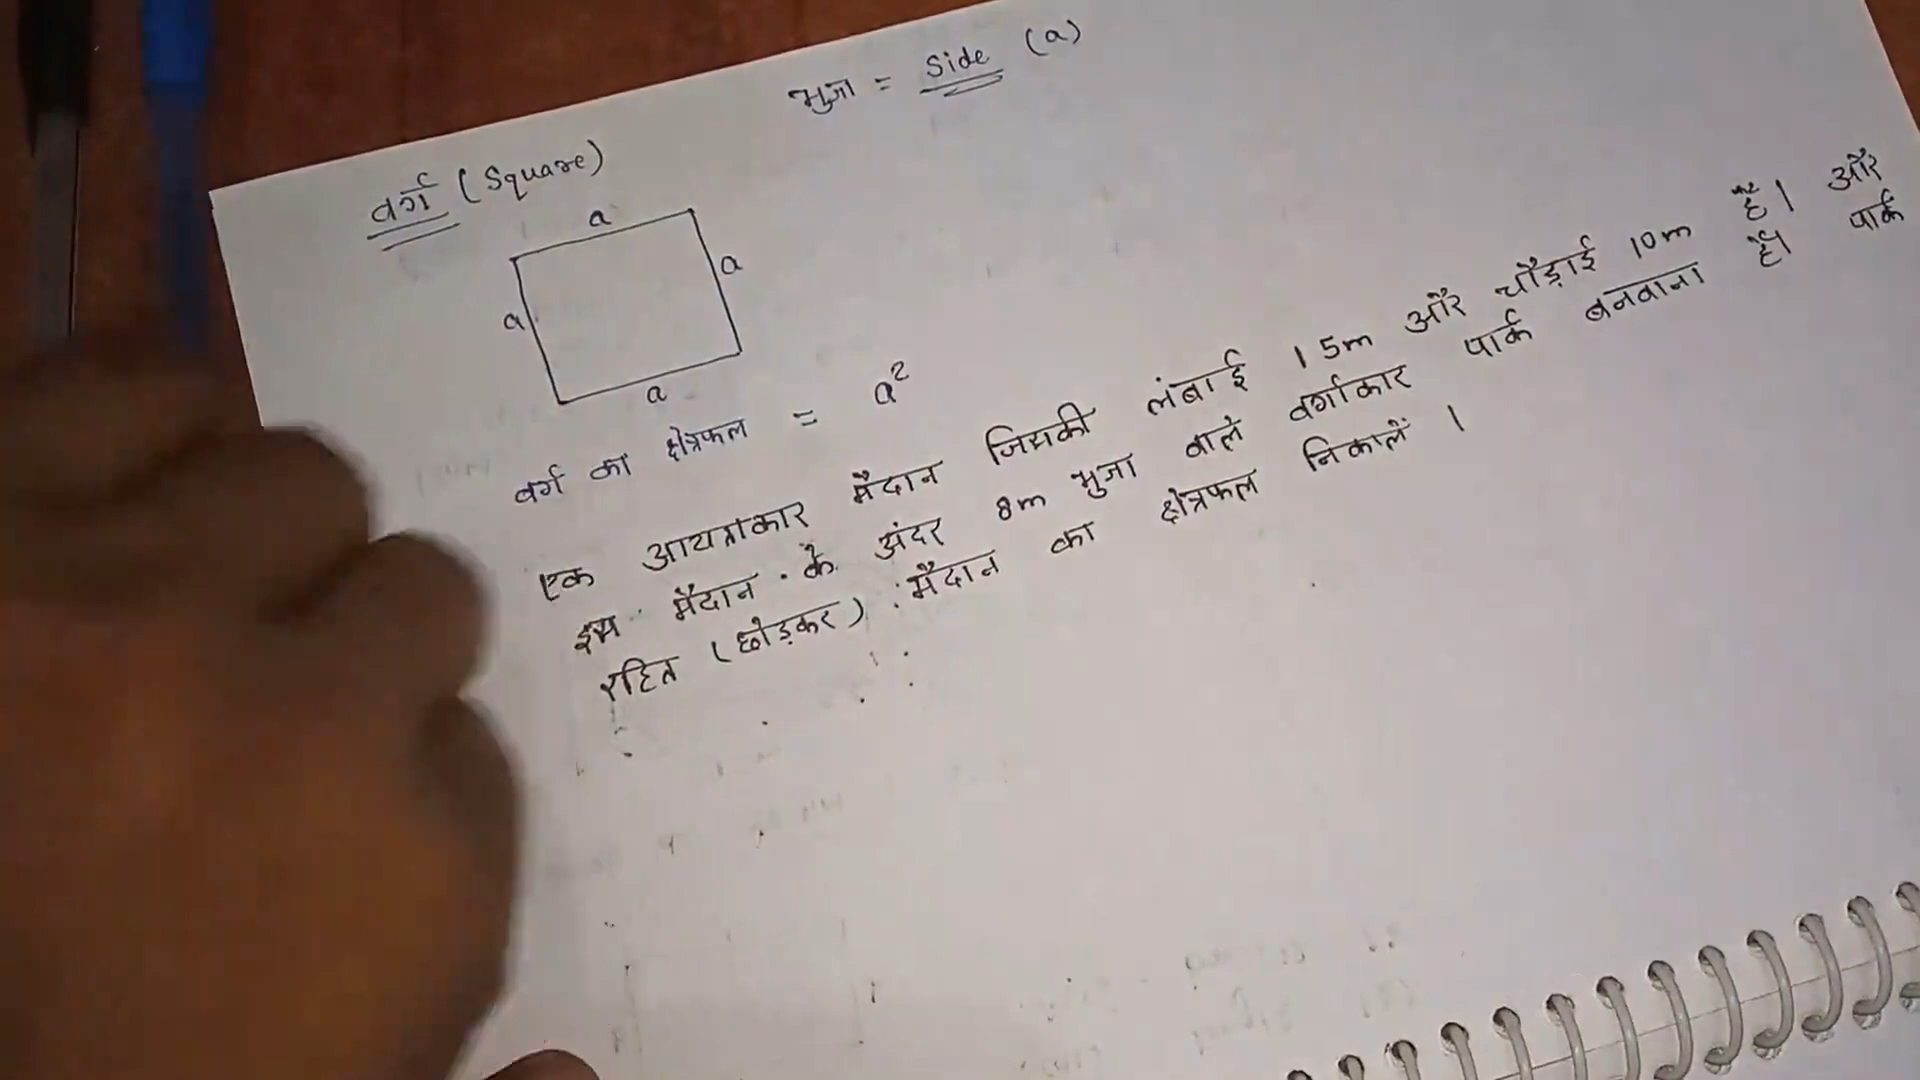 भुजा = Side (a)
वर्ग (Square)
a
a
a
a
वर्ग का क्षेत्रफल = a²
एक आयताकार मैदान जिसकी लंबाई 15m और चौड़ाई 10m है। और
इस मैदान के अंदर 8m भुजा वाले वर्गाकार पार्क बनवाना है। पार्क
रहित (छोड़कर) मैदान का क्षेत्रफल निकालें।